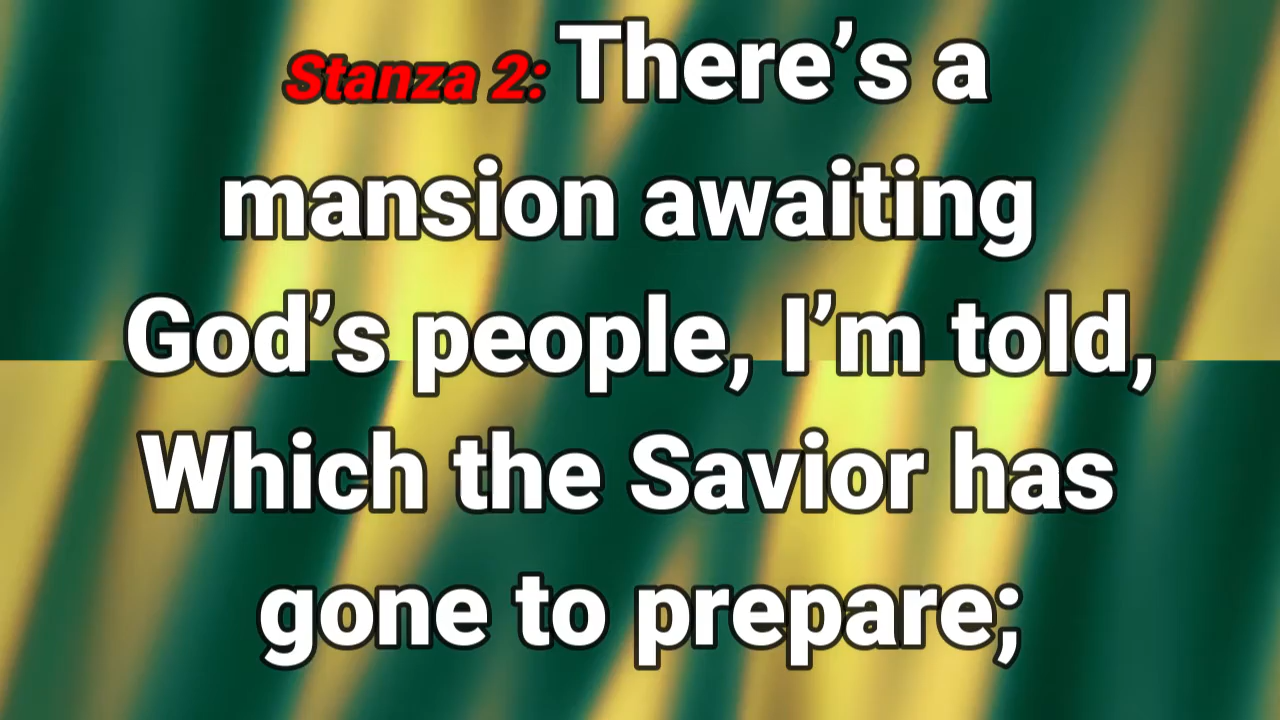 Stanza 2: There’s a
mansion awaiting
God’s people, I’m told,
Which the Savior has
gone to prepare;